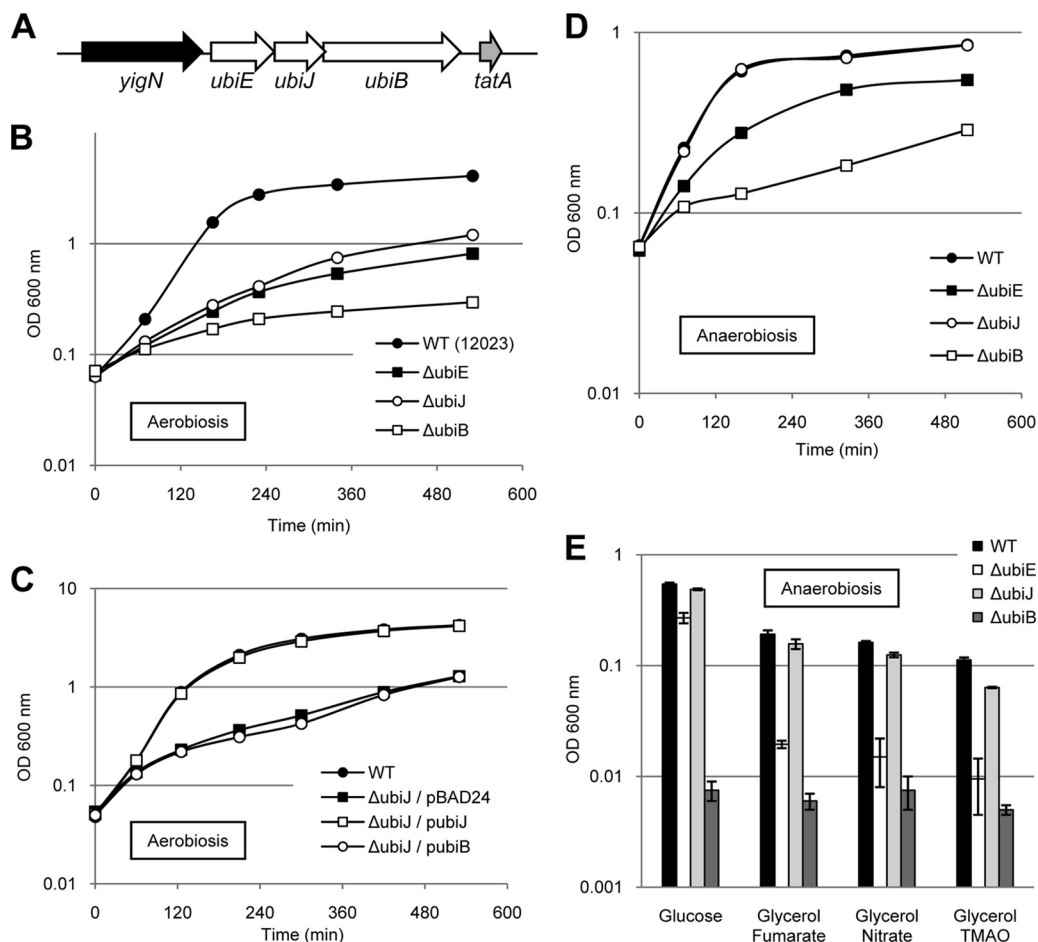 A
yigN ubiE ubiJ ubiB tatA
B
OD 600 nm
1
0.1
0.01
WT (12023)
ΔubiE
ΔubiJ
ΔubiB
Aerobiosis
0 120 240 360 480 600
Time (min)
C
OD 600 nm
10
1
0.1
0.01
WT
ΔubiJ / pBAD24
ΔubiJ / pubiJ
ΔubiJ / pubiB
Aerobiosis
0 120 240 360 480 600
Time (min)
D
OD 600 nm
1
0.1
0.01
WT
ΔubiE
ΔubiJ
ΔubiB
Anaerobiosis
0 120 240 360 480 600
Time (min)
E
OD 600 nm
1
0.1
0.01
0.001
Anaerobiosis
WT
ΔubiE
ΔubiJ
ΔubiB
Glucose Glycerol Glycerol Glycerol
Fumarate Nitrate TMAO